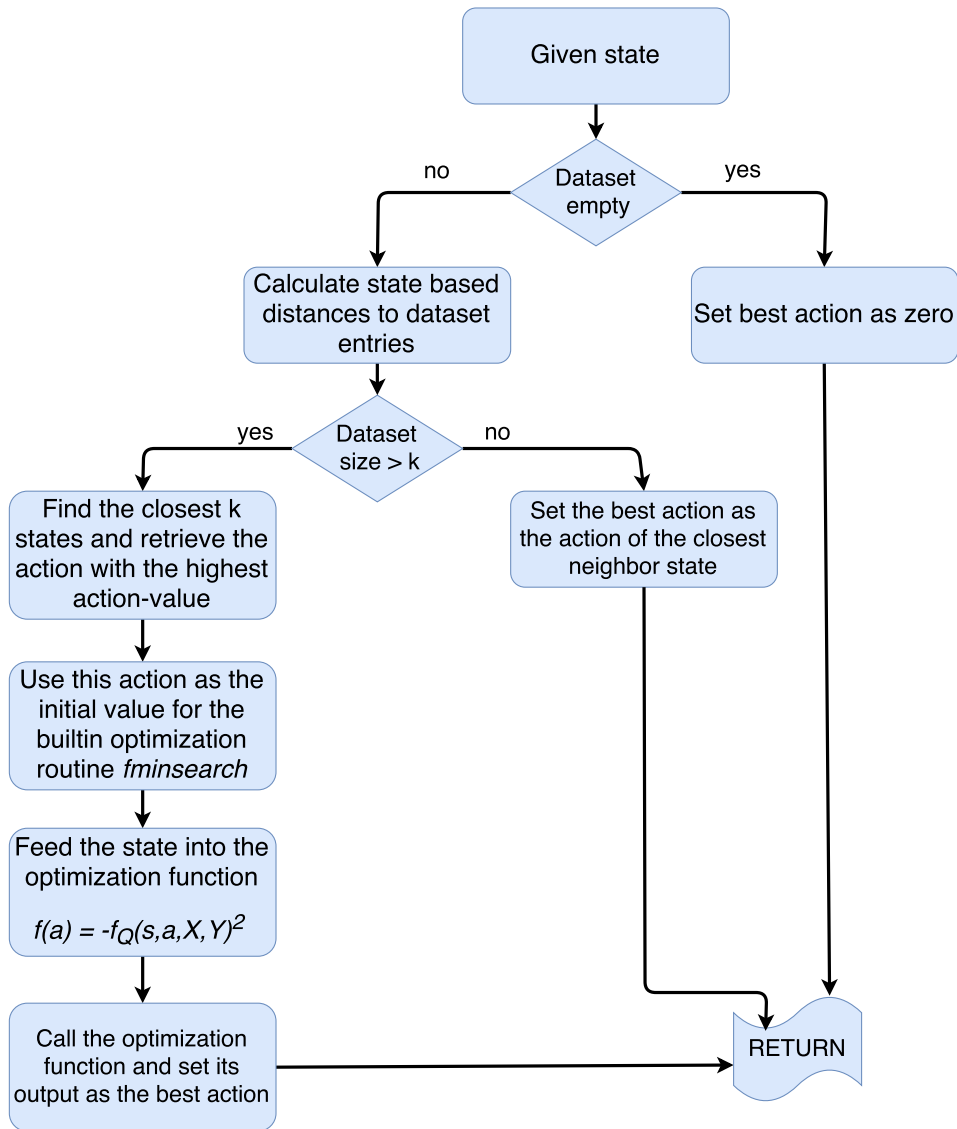 Given state
Dataset
empty
no
yes
Calculate state based
distances to dataset
entries
Set best action as zero
Dataset
size > k
yes
no
Find the closest k
states and retrieve the
action with the highest
action-value
Set the best action as
the action of the closest
neighbor state
Use this action as the
initial value for the
builtin optimization
routine fminsearch
Feed the state into the
optimization function
f(a) = -f_Q(s,a,X,Y)^2
Call the optimization
function and set its
output as the best action
RETURN